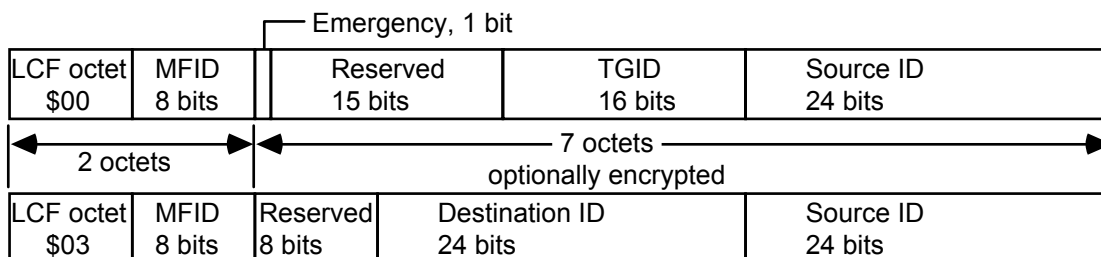 Emergency, 1 bit
LCF octet MFID Reserved TGID Source ID
$00 8 bits 15 bits 16 bits 24 bits
2 octets 7 octets
optionally encrypted
LCF octet MFID Reserved Destination ID Source ID
$03 8 bits 8 bits 24 bits 24 bits